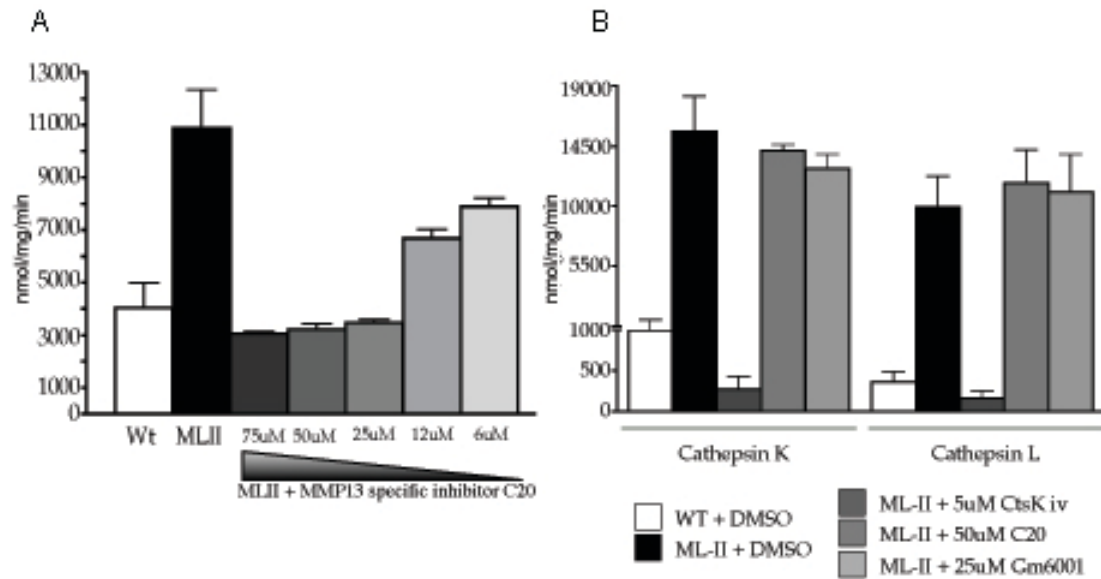 A
B
13000
11000
9000
7000
5000
3000
1000
0
nmol/mg/min
Wt MLII 75uM 50uM 25uM 12uM 6uM
MLII + MMP13 specific inhibitor C20
19000
14500
10000
5500
1000
500
0
nmol/mg/min
Cathepsin K Cathepsin L
WT + DMSO
ML-II + DMSO
ML-II + 5uM CtsK iv
ML-II + 50uM C20
ML-II + 25uM Gm6001